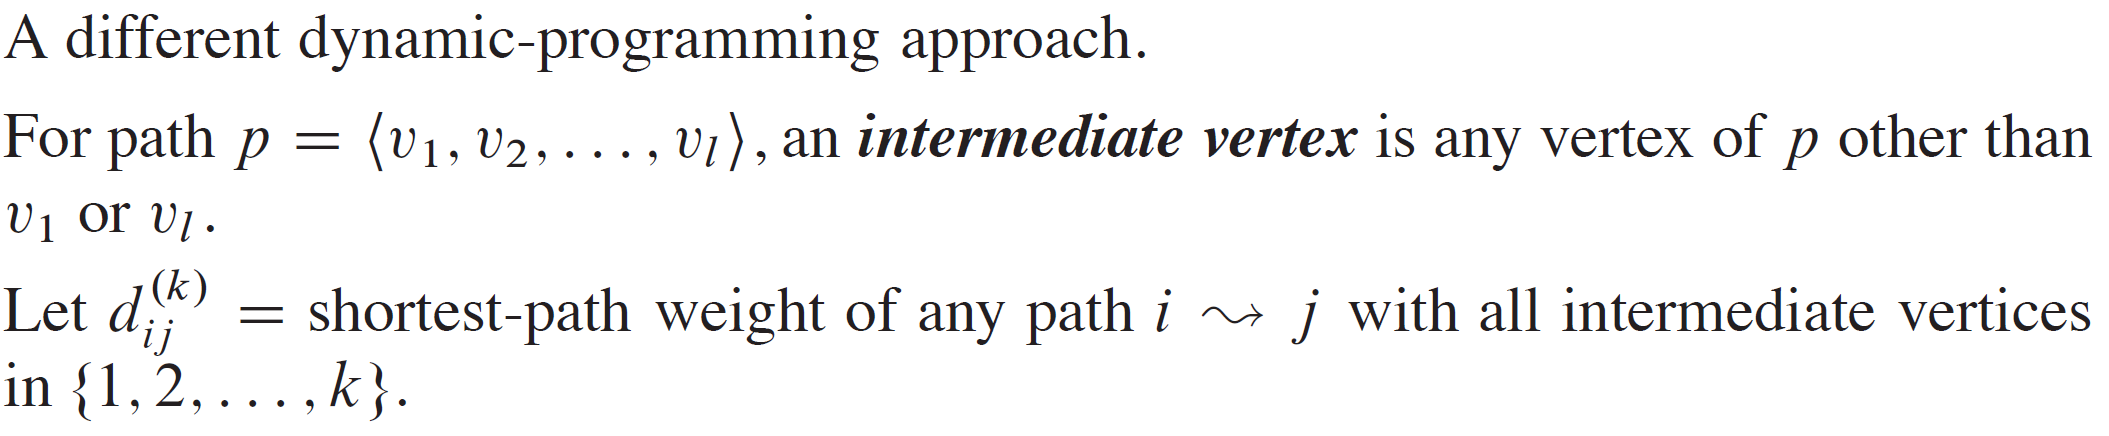 A different dynamic-programming approach.
For path p = ⟨v₁, v₂, . . . , vₗ⟩, an intermediate vertex is any vertex of p other than
v₁ or vₗ.
Let dᵢⱼ⁽ᵏ⁾ = shortest-path weight of any path i ⇝ j with all intermediate vertices
in {1, 2, . . . , k}.